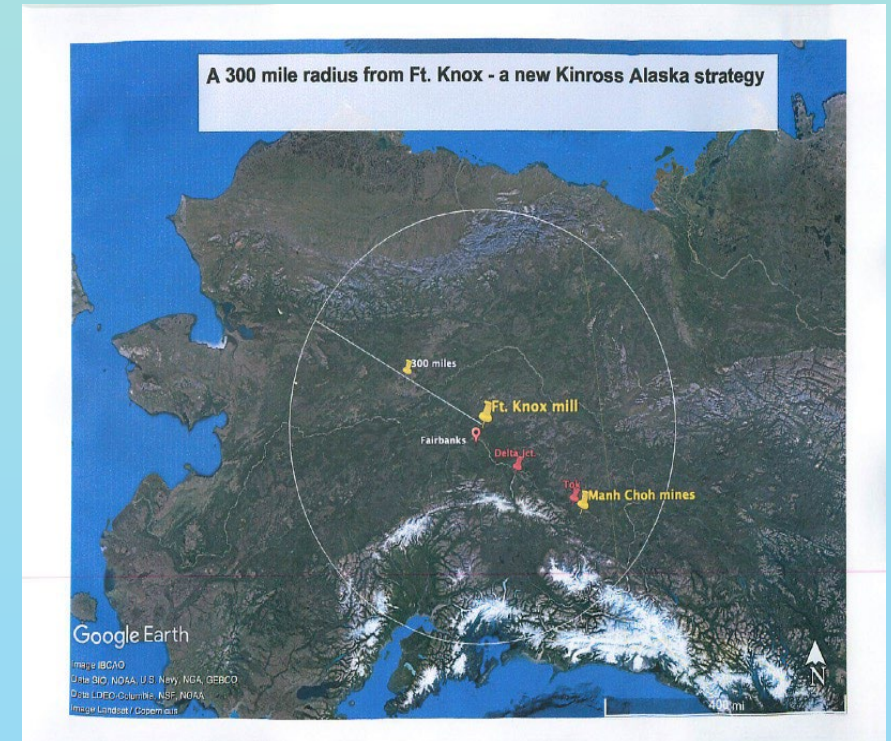 A 300 mile radius from Ft. Knox - a new Kinross Alaska strategy
300 miles
Ft. Knox mill
Fairbanks
Delta Jct.
Tok
Manh Choh mines
Google Earth
Image IBCAO
Data SIO, NOAA, U.S. Navy, NGA, GEBCO
Data LDEO-Columbia, NSF, NOAA
Image Landsat / Copernicus
N
400 mi